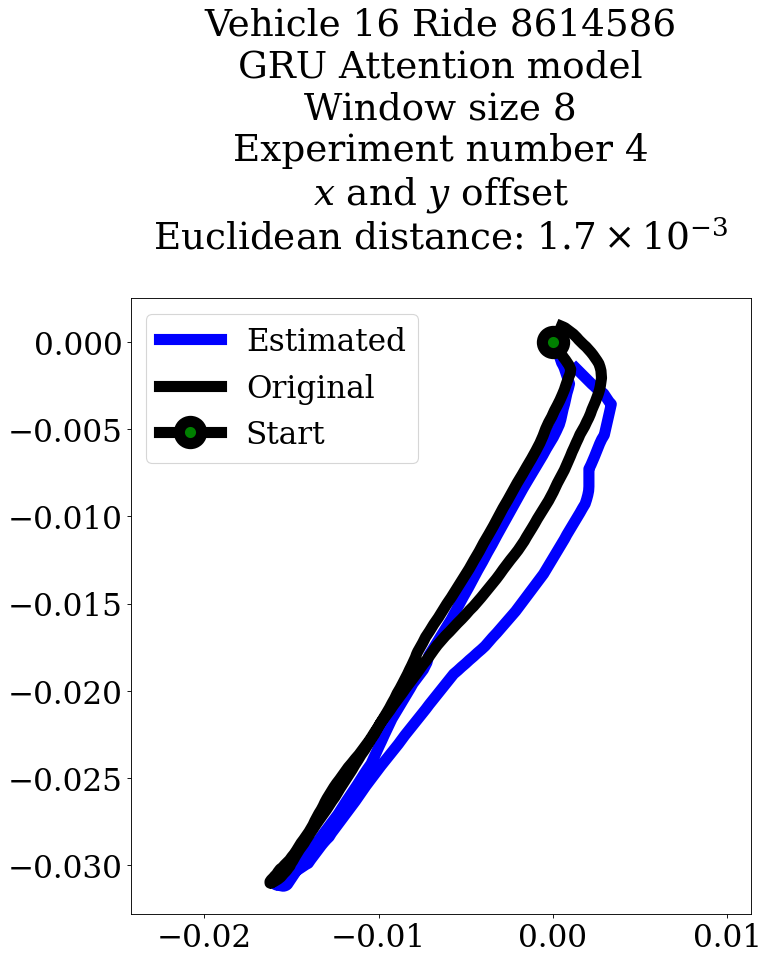 Vehicle 16 Ride 8614586
GRU Attention model
Window size 8
Experiment number 4
x and y offset
Euclidean distance: 1.7 × 10⁻³
Estimated
Original
Start
0.000
−0.005
−0.010
−0.015
−0.020
−0.025
−0.030
−0.02 −0.01 0.00 0.01